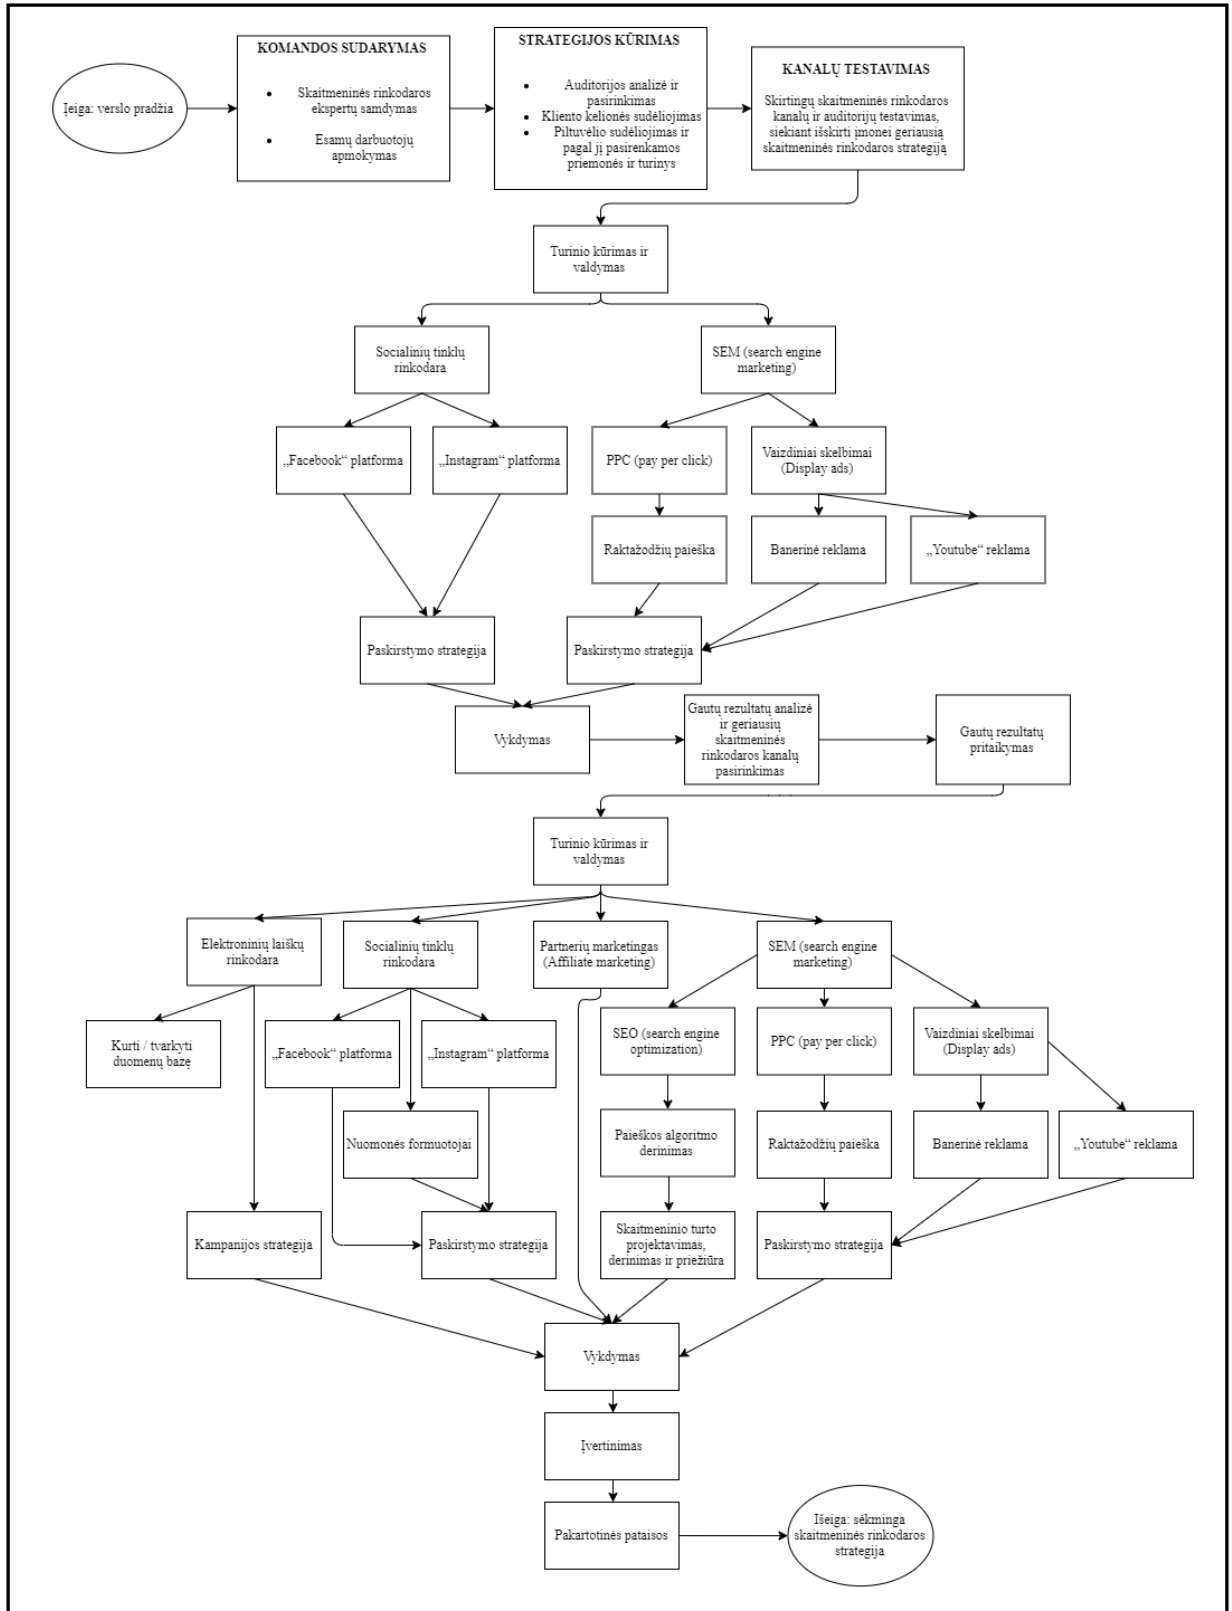 Įeiga: verslo pradžia
KOMANDOS SUDARYMAS
• Skaitmeninės rinkodaros
ekspertų samdymas
• Esamų darbuotojų
apmokymas
STRATEGIJOS KŪRIMAS
• Auditorijos analizė ir
pasirinkimas
• Kliento kelionės sudėliojimas
• Piltuvėlio sudėliojimas ir
pagal jį pasirenkamos
priemonės ir turinys
KANALŲ TESTAVIMAS
Skirtingų skaitmeninės rinkodaros
kanalų ir auditorijų testavimas,
siekiant išskirti įmonei geriausią
skaitmeninės rinkodaros strategiją
Turinio kūrimas ir
valdymas
Socialinių tinklų
rinkodara
SEM (search engine
marketing)
„Facebook“ platforma
„Instagram“ platforma
PPC (pay per click)
Vaizdiniai skelbimai
(Display ads)
Raktažodžių paieška
Banerinė reklama
„Youtube“ reklama
Paskirstymo strategija
Paskirstymo strategija
Vykdymas
Gautų rezultatų analizė
ir geriausių
skaitmeninės
rinkodaros kanalų
pasirinkimas
Gautų rezultatų
pritaikymas
Turinio kūrimas ir
valdymas
Elektroninių laiškų
rinkodara
Socialinių tinklų
rinkodara
Partnerių marketingas
(Affiliate marketing)
SEM (search engine
marketing)
Kurti / tvarkyti
duomenų bazę
„Facebook“ platforma
„Instagram“ platforma
SEO (search engine
optimization)
PPC (pay per click)
Vaizdiniai skelbimai
(Display ads)
Nuomonės formuotojai
Paieškos algoritmo
derinimas
Raktažodžių paieška
Banerinė reklama
„Youtube“ reklama
Kampanijos strategija
Paskirstymo strategija
Skaitmeninio turto
projektavimas,
derinimas ir priežiūra
Paskirstymo strategija
Vykdymas
Įvertinimas
Pakartotinės pataisos
Išeiga: sėkminga
skaitmeninės rinkodaros
strategija